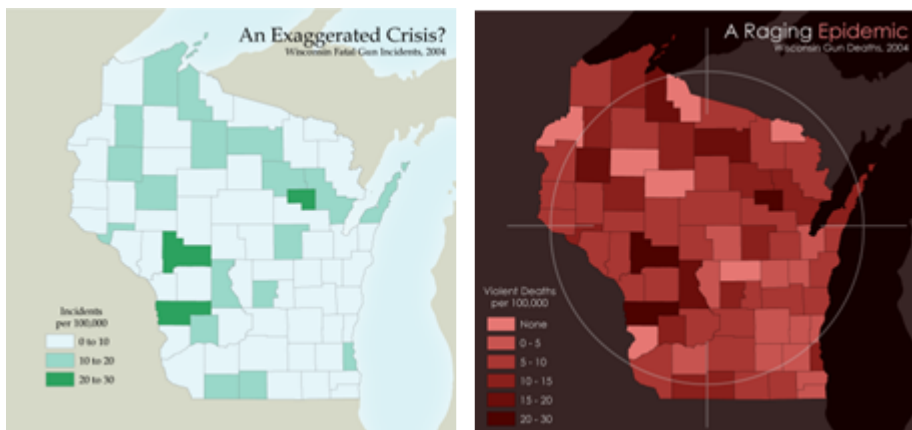 An Exaggerated Crisis?
Wisconsin Fatal Gun Incidents, 2004
Incidents
per 100,000
0 to 10
10 to 20
20 to 30
A Raging Epidemic
Wisconsin Gun Deaths, 2004
Violent Deaths
per 100,000
None
0 - 5
5 - 10
10 - 15
15 - 20
20 - 30